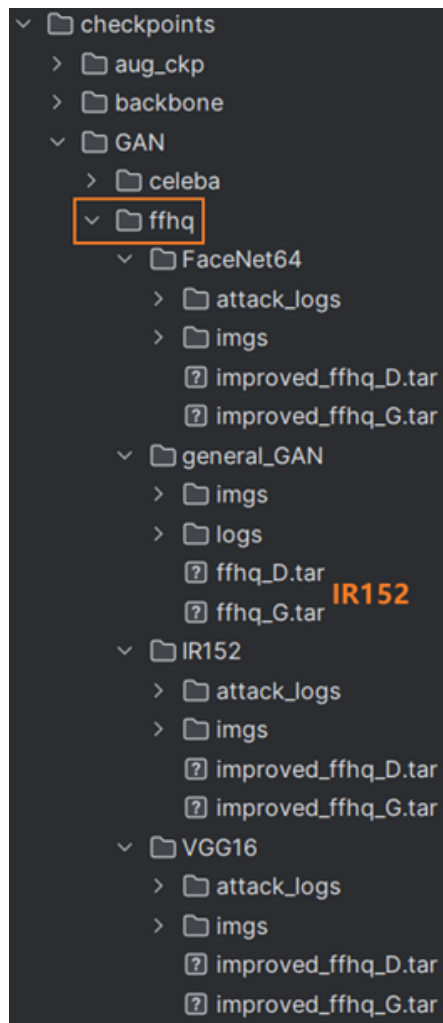 checkpoints
aug_ckp
backbone
GAN
celeba
ffhq
FaceNet64
attack_logs
imgs
improved_ffhq_D.tar
improved_ffhq_G.tar
general_GAN
imgs
logs
ffhq_D.tar
IR152
ffhq_G.tar
IR152
attack_logs
imgs
improved_ffhq_D.tar
improved_ffhq_G.tar
VGG16
attack_logs
imgs
improved_ffhq_D.tar
improved_ffhq_G.tar